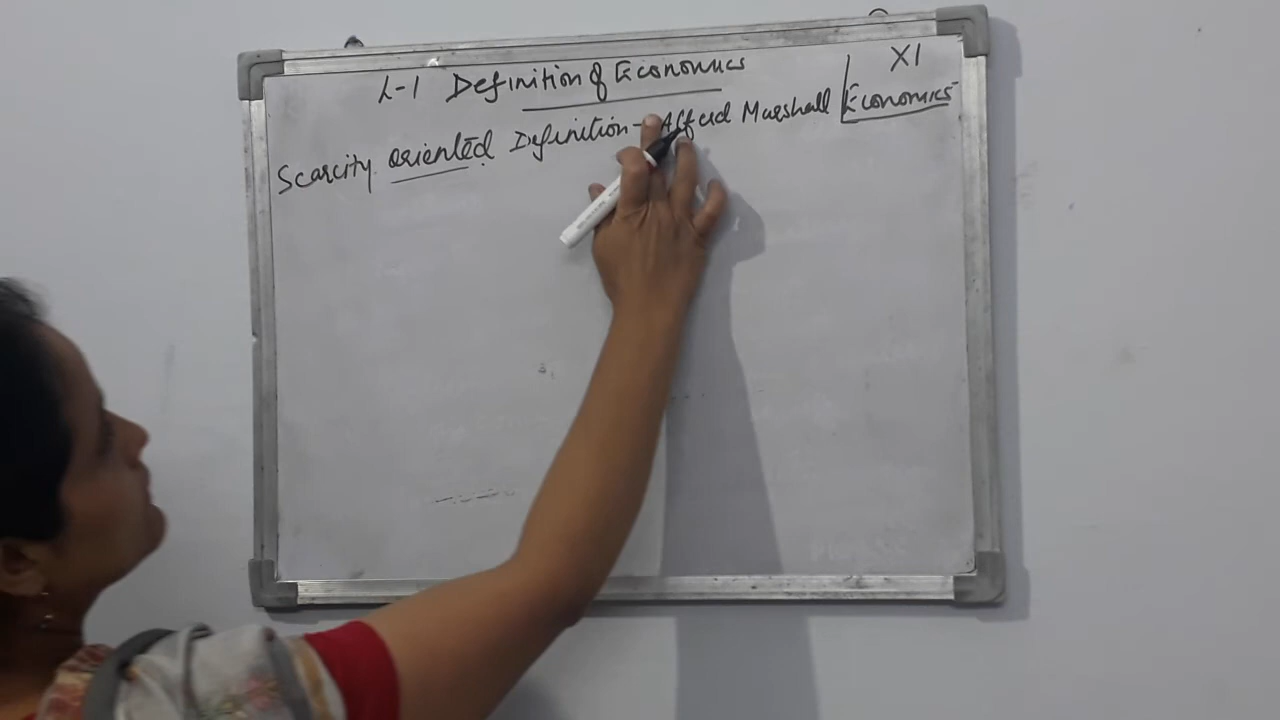 XI
L-1 Definition of Economics
Economics
Scarcity oriented Definition - Alfred Marshall